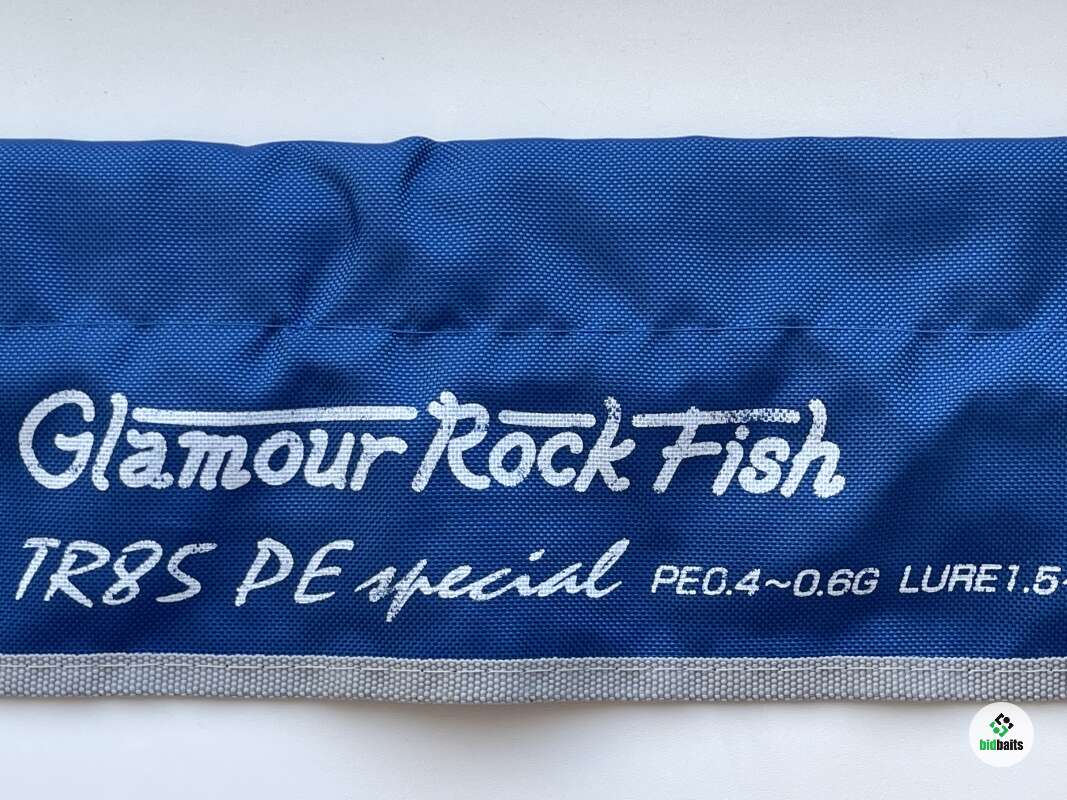 Glamour Rock Fish
TR85 PE special PE0.4~0.6G LURE1.5~
bidbaits